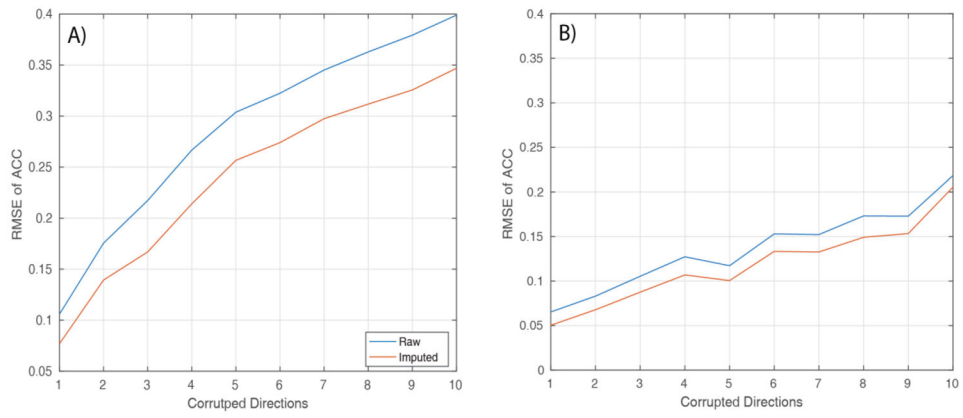 A)
0.4
0.35
0.3
0.25
0.2
0.15
0.1
0.05
RMSE of ACC
1 2 3 4 5 6 7 8 9 10
Corrutped Directions
Raw
Imputed
B)
0.4
0.35
0.3
0.25
0.2
0.15
0.1
0.05
0
RMSE of ACC
1 2 3 4 5 6 7 8 9 10
Corrupted Directions